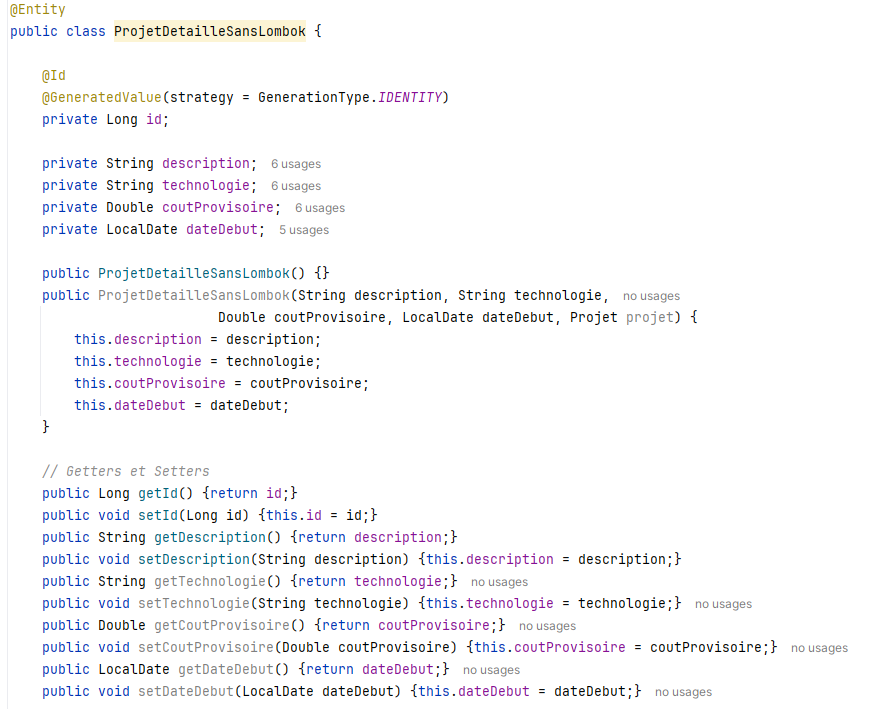 @Entity
public class ProjetDetailleSansLombok {
@Id
@GeneratedValue(strategy = GenerationType.IDENTITY)
private Long id;
private String description; 6 usages
private String technologie; 6 usages
private Double coutProvisoire; 6 usages
private LocalDate dateDebut; 5 usages
public ProjetDetailleSansLombok() {}
public ProjetDetailleSansLombok(String description, String technologie, no usages
Double coutProvisoire, LocalDate dateDebut, Projet projet) {
this.description = description;
this.technologie = technologie;
this.coutProvisoire = coutProvisoire;
this.dateDebut = dateDebut;
}
// Getters et Setters
public Long getId() {return id;}
public void setId(Long id) {this.id = id;}
public String getDescription() {return description;}
public void setDescription(String description) {this.description = description;}
public String getTechnologie() {return technologie;} no usages
public void setTechnologie(String technologie) {this.technologie = technologie;} no usages
public Double getCoutProvisoire() {return coutProvisoire;} no usages
public void setCoutProvisoire(Double coutProvisoire) {this.coutProvisoire = coutProvisoire;} no usages
public LocalDate getDateDebut() {return dateDebut;} no usages
public void setDateDebut(LocalDate dateDebut) {this.dateDebut = dateDebut;} no usages